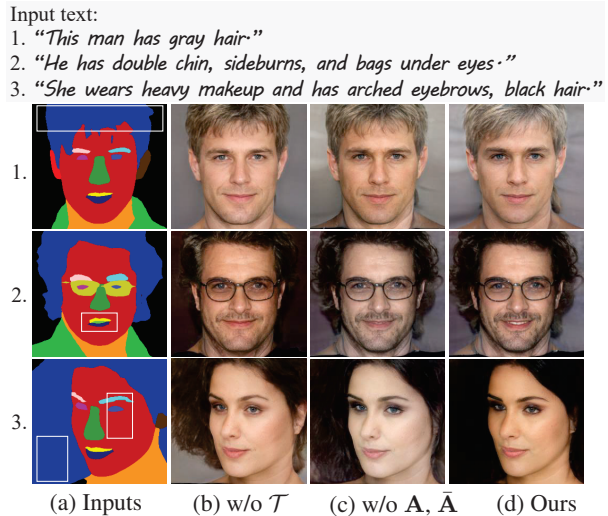 Input text:
1. “This man has gray hair.”
2. “He has double chin, sideburns, and bags under eyes.”
3. “She wears heavy makeup and has arched eyebrows, black hair.”
1.
2.
3.
(a) Inputs (b) w/o 𝒯 (c) w/o A, Ā (d) Ours